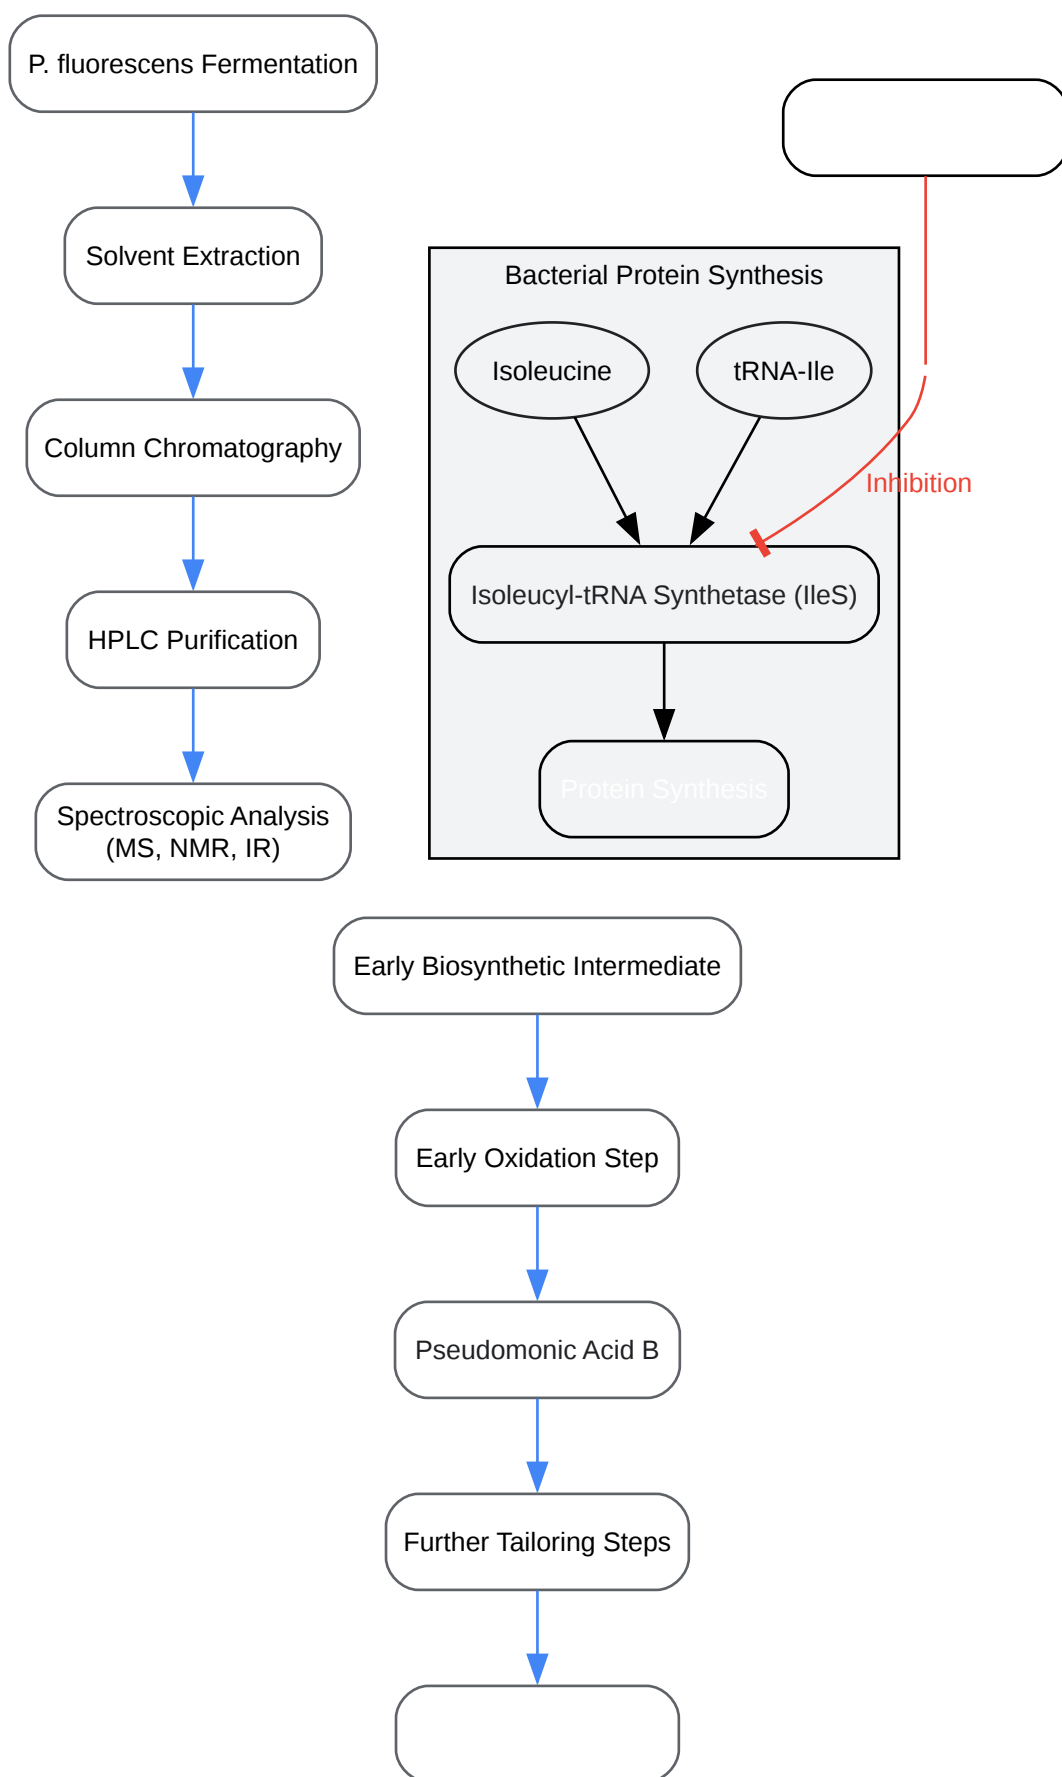 P. fluorescens Fermentation
Solvent Extraction
Column Chromatography
HPLC Purification
Spectroscopic Analysis
(MS, NMR, IR)
Bacterial Protein Synthesis
Isoleucine
tRNA-Ile
Inhibition
Isoleucyl-tRNA Synthetase (IleS)
Protein Synthesis
Early Biosynthetic Intermediate
Early Oxidation Step
Pseudomonic Acid B
Further Tailoring Steps